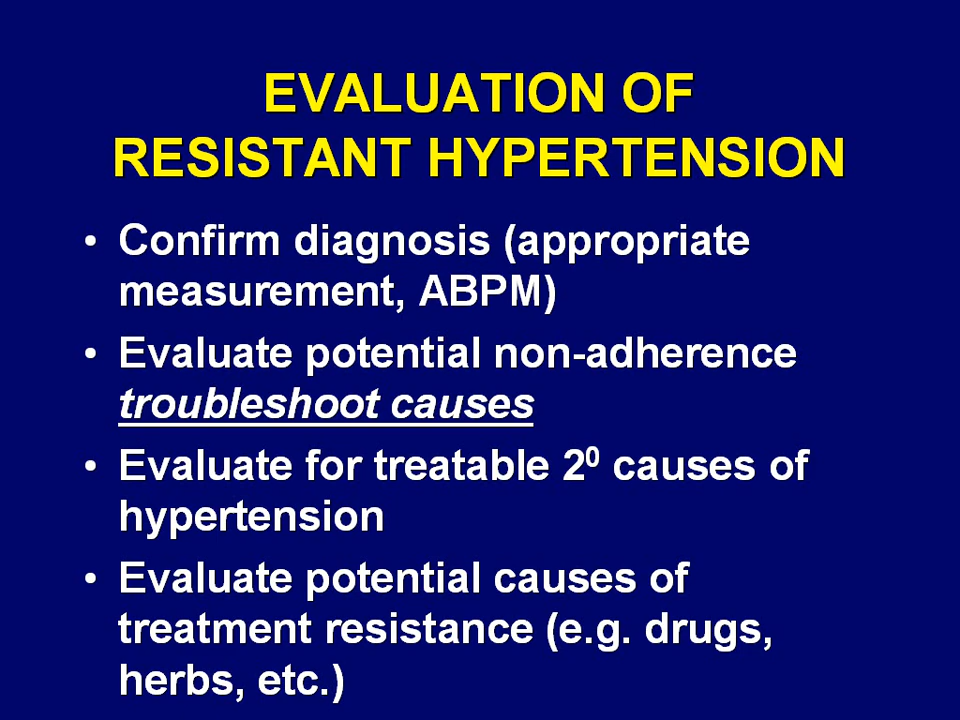 EVALUATION OF
RESISTANT HYPERTENSION
• Confirm diagnosis (appropriate
measurement, ABPM)
• Evaluate potential non-adherence
troubleshoot causes
• Evaluate for treatable 2⁰ causes of
hypertension
• Evaluate potential causes of
treatment resistance (e.g. drugs,
herbs, etc.)